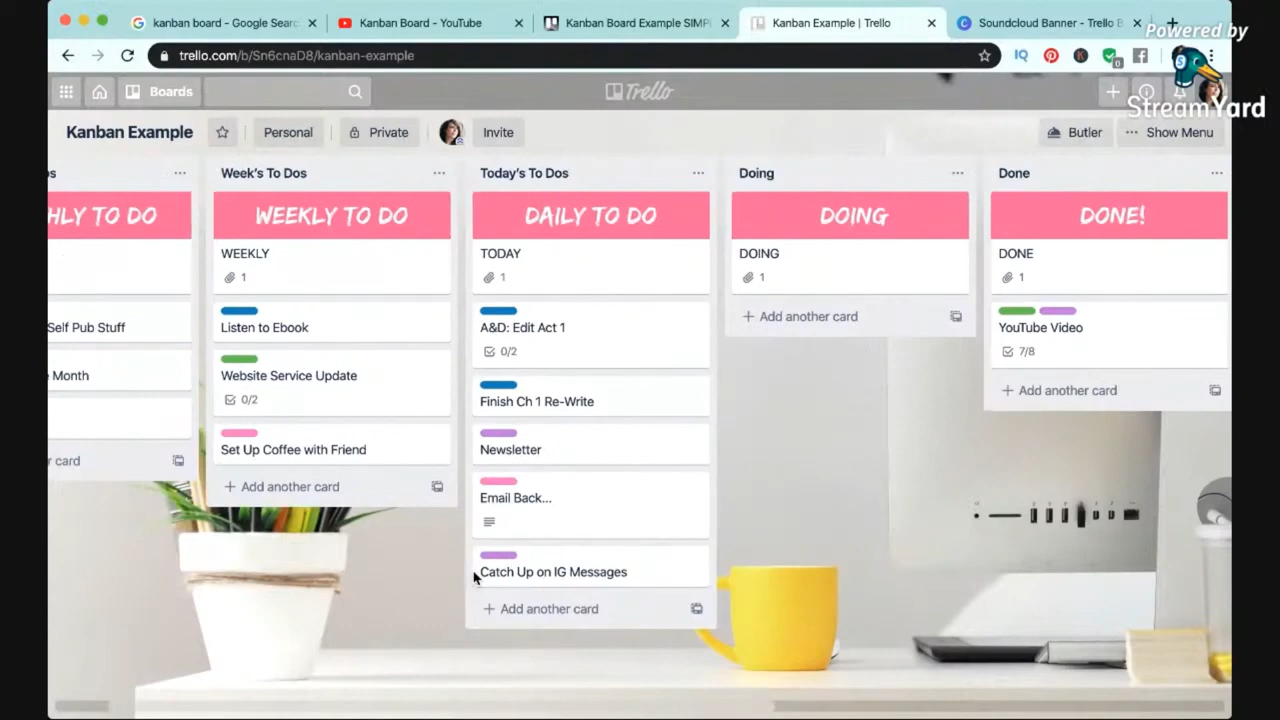 kanban board - Google Searc
Kanban Board - YouTube
Kanban Board Example SIMPL
Kanban Example | Trello
Soundcloud Banner - Trello B
Powered by
StreamYard
trello.com/b/Sn6cnaD8/kanban-example
Boards
Trello
Kanban Example
Personal
Private
Invite
Butler
Show Menu
os
HLY TO DO
Self Pub Stuff
e Month
r card
Week's To Dos
WEEKLY TO DO
WEEKLY
1
Listen to Ebook
Website Service Update
0/2
Set Up Coffee with Friend
Add another card
Today's To Dos
DAILY TO DO
TODAY
1
A&D: Edit Act 1
0/2
Finish Ch 1 Re-Write
Newsletter
Email Back...
Catch Up on IG Messages
Add another card
Doing
DOING
DOING
1
Add another card
Done
DONE!
DONE
1
YouTube Video
7/8
Add another card